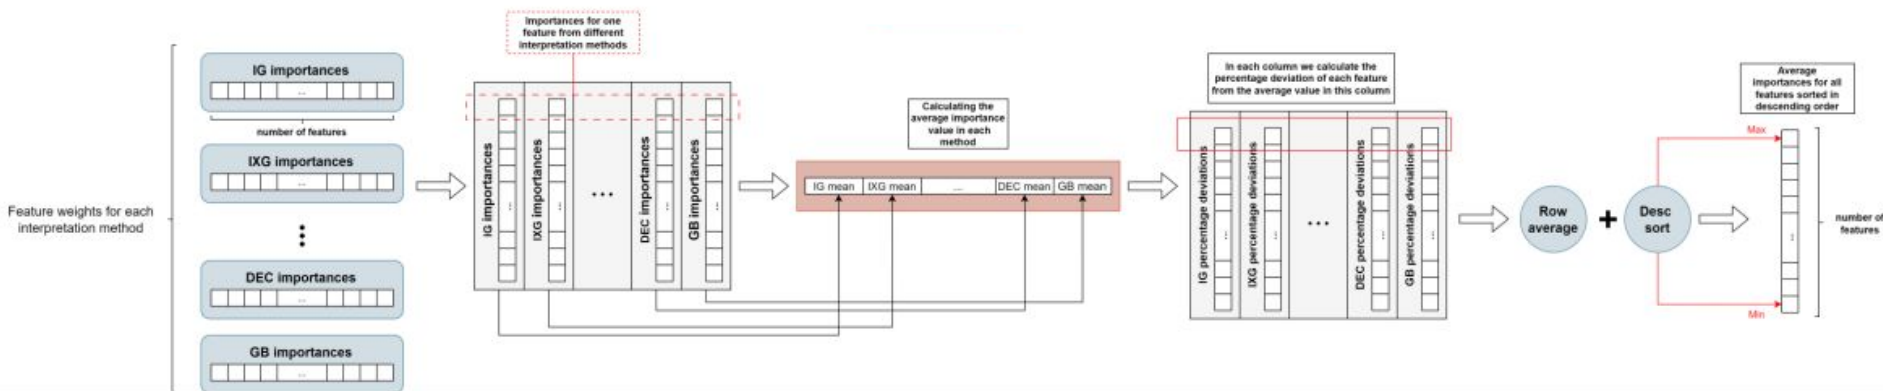 Feature weights for each
interpretation method
IG importances
...
number of features
IXG importances
...
DEC importances
...
GB importances
...
Importances for one
feature from different
interpretation methods
IG importances
...
IXG importances
...
DEC importances
...
GB importances
...
Calculating the
average importance
value in each
method
IG mean
IXG mean
...
DEC mean
GB mean
In each column we calculate the
percentage deviation of each feature
from the average value in this column
IG percentage deviations
...
IXG percentage deviations
...
DEC percentage deviations
...
GB percentage deviations
...
Row
average
+
Desc
sort
Average
importances for all
features sorted in
descending order
Max
...
Min
number of
features